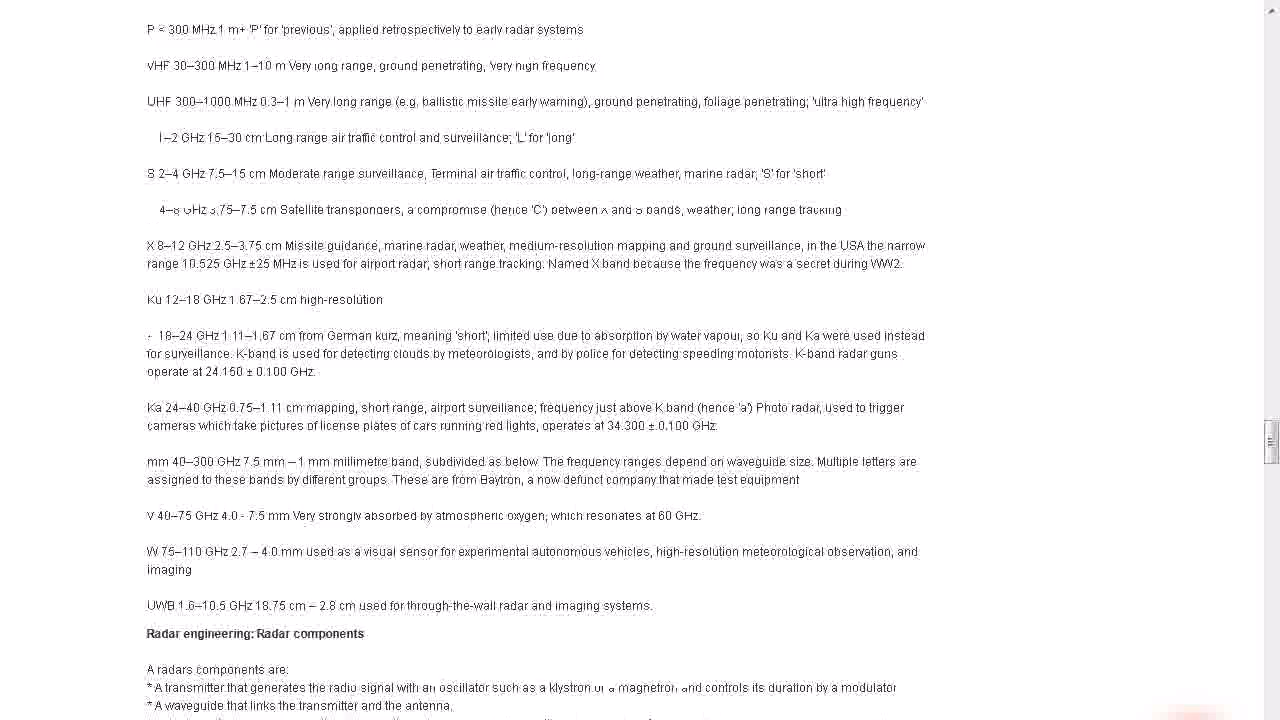 P < 300 MHz 1 m+ 'P' for 'previous', applied retrospectively to early radar systems
VHF 30–300 MHz 1–10 m Very long range, ground penetrating; 'very high frequency'
UHF 300–1000 MHz 0.3–1 m Very long range (e.g. ballistic missile early warning), ground penetrating, foliage penetrating; 'ultra high frequency'
1–2 GHz 15–30 cm Long range air traffic control and surveillance; 'L' for 'long'
S 2–4 GHz 7.5–15 cm Moderate range surveillance, Terminal air traffic control, long-range weather, marine radar; 'S' for 'short'
4–8 GHz 3.75–7.5 cm Satellite transponders; a compromise (hence 'C') between X and S bands; weather; long range tracking
X 8–12 GHz 2.5–3.75 cm Missile guidance, marine radar, weather, medium-resolution mapping and ground surveillance; in the USA the narrow
range 10.525 GHz ±25 MHz is used for airport radar; short range tracking. Named X band because the frequency was a secret during WW2.
Ku 12–18 GHz 1.67–2.5 cm high-resolution
18–24 GHz 1.11–1.67 cm from German kurz, meaning 'short'; limited use due to absorption by water vapour, so Ku and Ka were used instead
for surveillance. K-band is used for detecting clouds by meteorologists, and by police for detecting speeding motorists. K-band radar guns
operate at 24.150 ± 0.100 GHz.
Ka 24–40 GHz 0.75–1.11 cm mapping, short range, airport surveillance; frequency just above K band (hence 'a') Photo radar, used to trigger
cameras which take pictures of license plates of cars running red lights, operates at 34.300 ± 0.100 GHz.
mm 40–300 GHz 7.5 mm – 1 mm millimetre band, subdivided as below. The frequency ranges depend on waveguide size. Multiple letters are
assigned to these bands by different groups. These are from Baytron, a now defunct company that made test equipment
V 40–75 GHz 4.0 - 7.5 mm Very strongly absorbed by atmospheric oxygen, which resonates at 60 GHz.
W 75–110 GHz 2.7 – 4.0 mm used as a visual sensor for experimental autonomous vehicles, high-resolution meteorological observation, and
imaging
UWB 1.6–10.5 GHz 18.75 cm – 2.8 cm used for through-the-wall radar and imaging systems.
Radar engineering: Radar components
A radars components are:
* A transmitter that generates the radio signal with an oscillator such as a klystron or a magnetron and controls its duration by a modulator
* A waveguide that links the transmitter and the antenna.